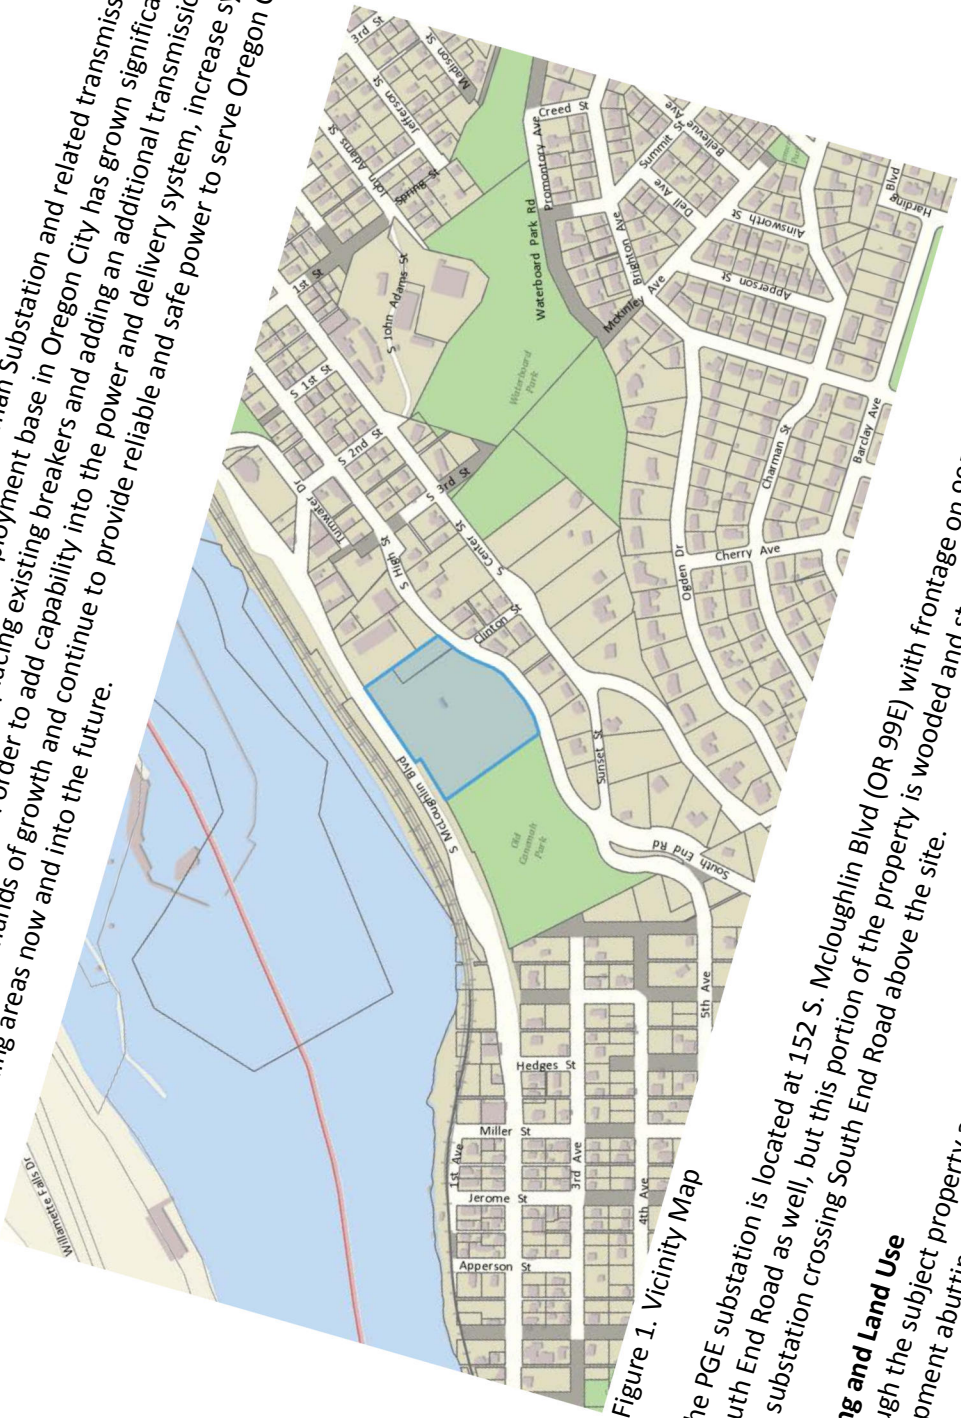 man Substation and related transmiss
ployment base in Oregon City has grown significa
placing existing breakers and adding an additional transmissio
order to add capability into the power and delivery system, increase sy
mands of growth and continue to provide reliable and safe power to serve Oregon C
ing areas now and into the future.
3rd St
Madison St
Jefferson St
John Adams St
Spring St
1st St
S John Adams St
S 1st St
S 2nd St
S 3rd St
Tumwater Dr
S High St
S Center St
Clinton St
Creed St
Promontory Ave
Waterboard Park Rd
Waterboard Park
Brighton Ave
McKinley Ave
Summit St
Bellevue Ave
Dell Ave
Ainsworth St
Apperson St
Harding Blvd
Park
Charman St
Barclay Ave
Cherry Ave
Ogden Dr
Sunset St
South End Rd
Old Canemah Park
S McLoughlin Blvd
5th Ave
Hedges St
Miller St
1st Ave
3rd Ave
Jerome St
4th Ave
Apperson St
Willamette Falls Dr
Figure 1. Vicinity Map
he PGE substation is located at 152 S. Mcloughlin Blvd (OR 99E) with frontage on
uth End Road as well, but this portion of the property is wooded and st
substation crossing South End Road above the site.
ng and Land Use
ugh the subject property
pment abuttin